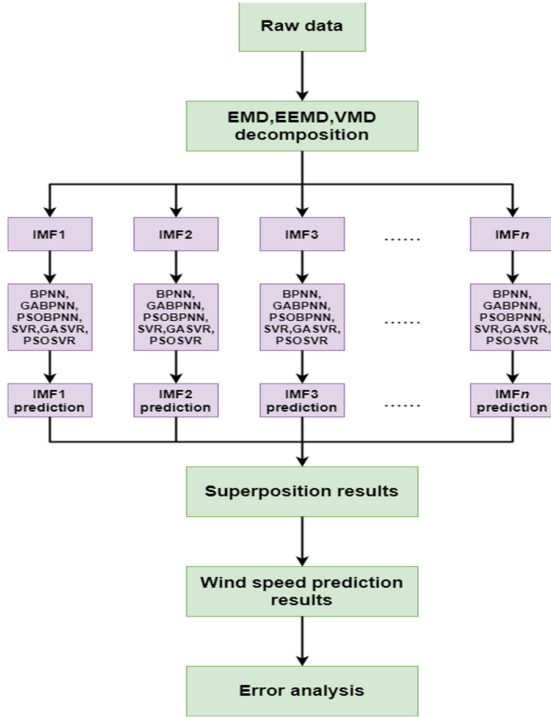 Raw data
EMD,EEMD,VMD
decomposition
IMF1
IMF2
IMF3
......
IMFn
BPNN,
GABPNN,
PSOBPNN,
SVR,GASVR,
PSOSVR
BPNN,
GABPNN,
PSOBPNN,
SVR,GASVR,
PSOSVR
BPNN,
GABPNN,
PSOBPNN,
SVR,GASVR,
PSOSVR
......
BPNN,
GABPNN,
PSOBPNN,
SVR,GASVR,
PSOSVR
IMF1
prediction
IMF2
prediction
IMF3
prediction
......
IMFn
prediction
Superposition results
Wind speed prediction
results
Error analysis